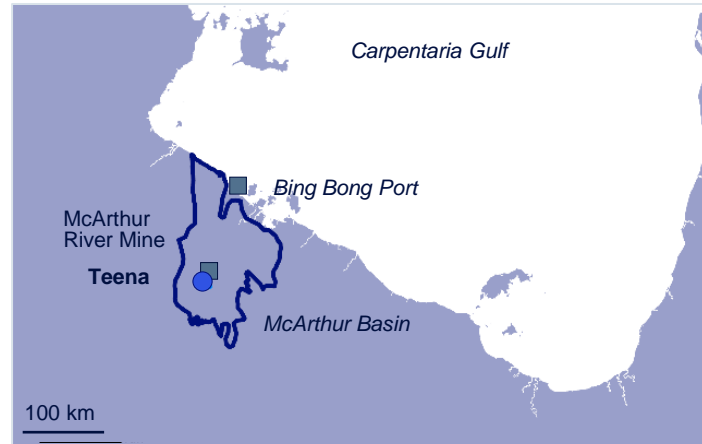 Carpentaria Gulf
Bing Bong Port
McArthur
River Mine
Teena
McArthur Basin
100 km